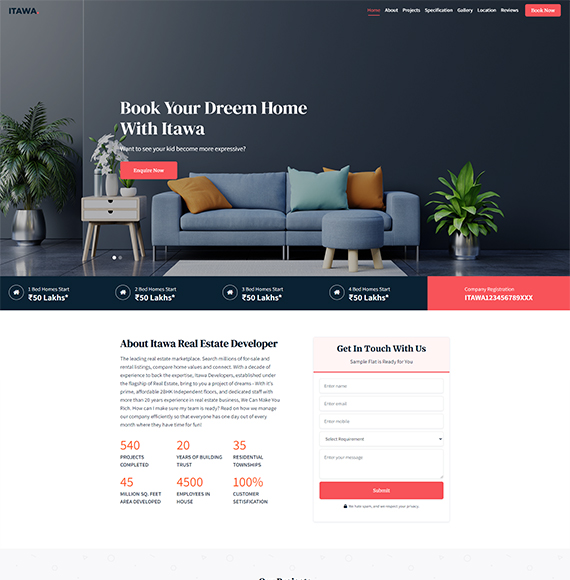 ITAWA
Home About Projects Specification Gallery Location Reviews Book Now
Book Your Dreem Home
With Itawa
Want to see your kid become more expressive?
Enquire Now
1 Bed Homes Start
₹50 Lakhs*
2 Bed Homes Start
₹50 Lakhs*
3 Bed Homes Start
₹50 Lakhs*
4 Bed Homes Start
₹50 Lakhs*
Company Registration
ITAWA123456789XXX
About Itawa Real Estate Developer
The leading real estate marketplace. Search millions of for-sale and
rental listings, compare home values and connect. With a decade of
experience to back the expertise, Itawa Developers, established under
the flagship of Real Estate, bring to you a project of dreams - With it's
prime, affordable 2BHK independent floors, and dedicated staff with
more than 20 years experience in real estate business, We Can Make You
Rich. How can I make sure my team is ready? Read on how we manage
our company efficiently so that everyone has one day out of every
month where they have time for fun!
540
PROJECTS
COMPLETED
20
YEARS OF BUILDING
TRUST
35
RESIDENTIAL
TOWNSHIPS
45
MILLION SQ. FEET
AREA DEVELOPED
4500
EMPLOYEES IN
HOUSE
100%
CUSTOMER
SETISFICATION
Get In Touch With Us
Sample Flat is Ready for You
Enter name
Enter email
Enter mobile
Select Requirement
Enter your message
Submit
We hate spam, and we respect your privacy.